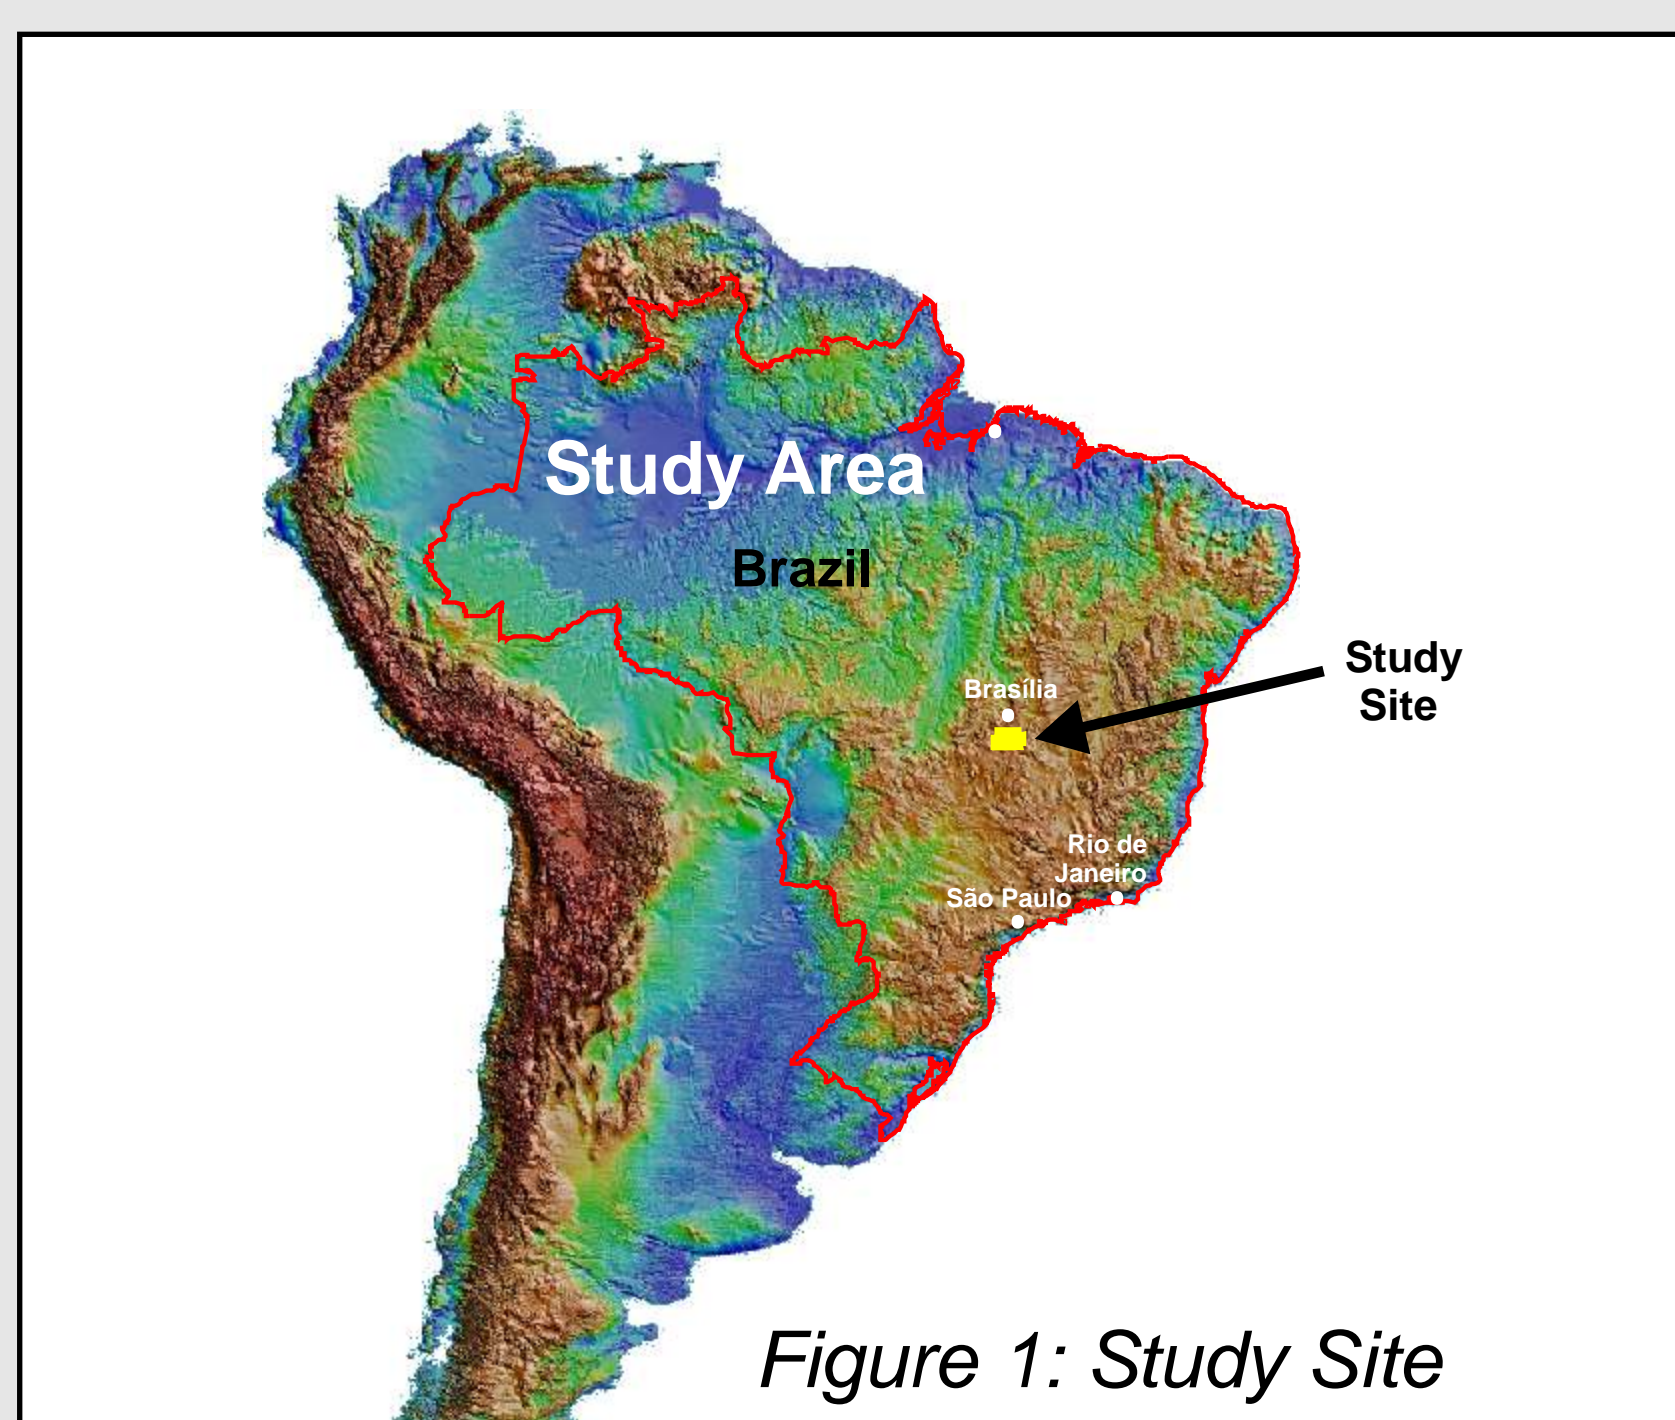 Study Area
Brazil
Study
Site
Brasília
Rio de
Janeiro
São Paulo
Figure 1: Study Site